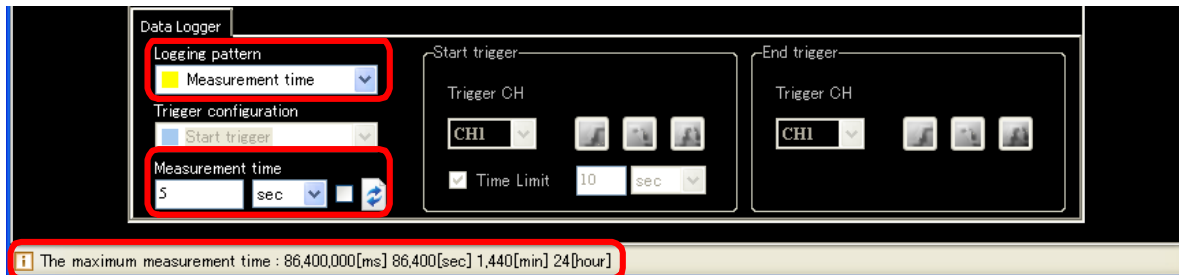 Data Logger
Logging pattern
Measurement time
Trigger configuration
Start trigger
Measurement time
5 sec
Start trigger
Trigger CH
CH1
Time Limit 10 sec
End trigger
Trigger CH
CH1
The maximum measurement time : 86,400,000[ms] 86,400[sec] 1,440[min] 24[hour]